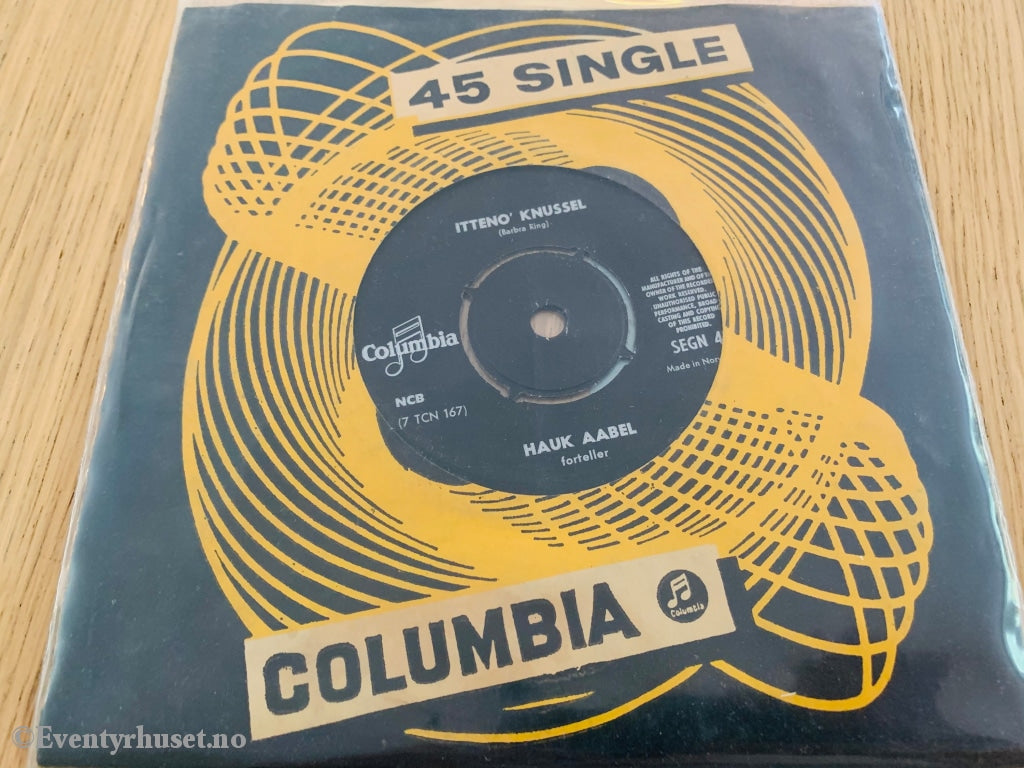 45 SINGLE
ITTENO' KNUSSEL
(Barbra King)
ALL RIGHTS OF THE
MANUFACTURER AND OF
OWNER OF THE RECORDED
WORK RESERVED.
UNAUTHORISED PUBLIC
PERFORMANCE, BROAD-
CASTING AND COPYING
OF THIS RECORD
PROHIBITED.
SEGN 4
Made in
Columbia
NCB
(7 TCN 167)
HAUK AABEL
forteller
COLUMBIA
Columbia
©Eventyrhuset.no